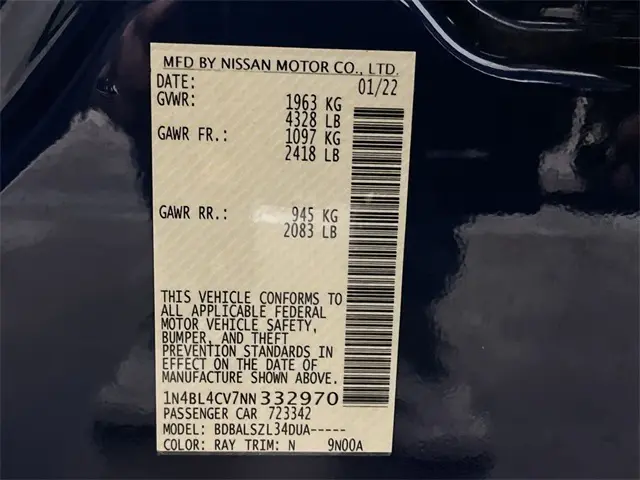 MFD BY NISSAN MOTOR CO., LTD.
DATE: 01/22
GVWR: 1963 KG
4328 LB
GAWR FR.: 1097 KG
2418 LB
GAWR RR.: 945 KG
2083 LB
THIS VEHICLE CONFORMS TO
ALL APPLICABLE FEDERAL
MOTOR VEHICLE SAFETY,
BUMPER, AND THEFT
PREVENTION STANDARDS IN
EFFECT ON THE DATE OF
MANUFACTURE SHOWN ABOVE.
1N4BL4CV7NN332970
PASSENGER CAR 723342
MODEL: BDBALSZL34DUA-----
COLOR: RAY TRIM: N 9N00A